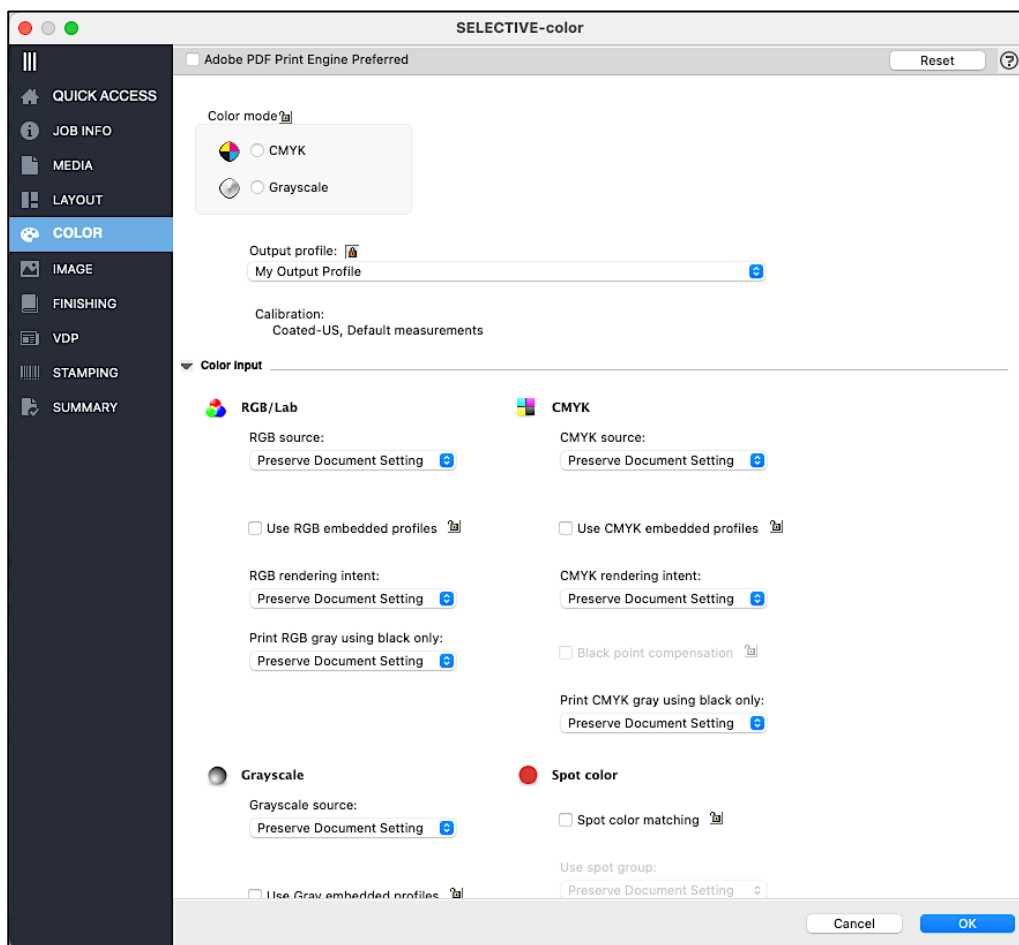 SELECTIVE-color
Adobe PDF Print Engine Preferred
Reset
?
QUICK ACCESS
JOB INFO
MEDIA
LAYOUT
COLOR
IMAGE
FINISHING
VDP
STAMPING
SUMMARY
Color mode
CMYK
Grayscale
Output profile:
My Output Profile
Calibration:
Coated-US, Default measurements
Color input
RGB/Lab
RGB source:
Preserve Document Setting
Use RGB embedded profiles
RGB rendering intent:
Preserve Document Setting
Print RGB gray using black only:
Preserve Document Setting
CMYK
CMYK source:
Preserve Document Setting
Use CMYK embedded profiles
CMYK rendering intent:
Preserve Document Setting
Black point compensation
Print CMYK gray using black only:
Preserve Document Setting
Grayscale
Grayscale source:
Preserve Document Setting
Use Gray embedded profiles
Spot color
Spot color matching
Use spot group:
Preserve Document Setting
Cancel
OK